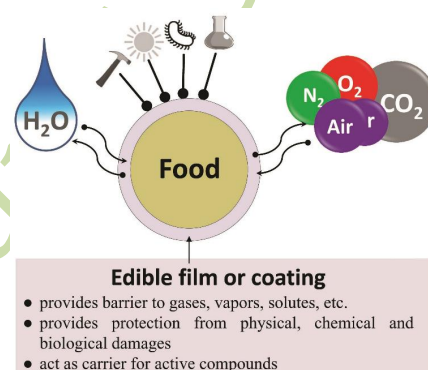 H₂O
N₂
O₂
CO₂
Air
r
Food
Edible film or coating
● provides barrier to gases, vapors, solutes, etc.
● provides protection from physical, chemical and
biological damages
● act as carrier for active compounds